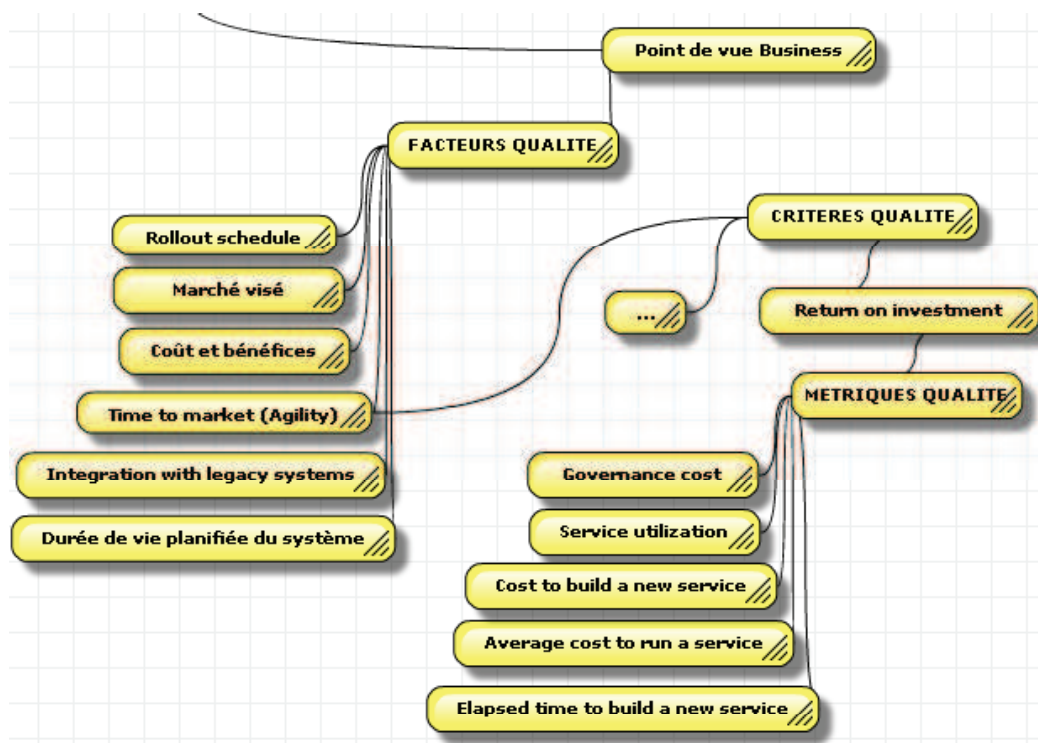 Point de vue Business
FACTEURS QUALITE
Rollout schedule
Marché visé
Coût et bénéfices
Time to market (Agility)
Integration with legacy systems
Durée de vie planifiée du système
CRITERES QUALITE
...
Return on investment
METRIQUES QUALITE
Governance cost
Service utilization
Cost to build a new service
Average cost to run a service
Elapsed time to build a new service